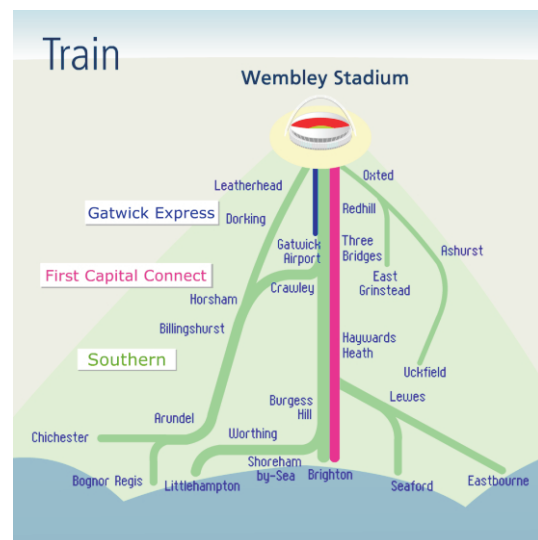 Train
Wembley Stadium
Oxted
Leatherhead
Gatwick Express
Redhill
Dorking
Gatwick
Airport
Three
Bridges
Ashurst
First Capital Connect
East
Grinstead
Crawley
Horsham
Billingshurst
Haywards
Heath
Southern
Uckfield
Burgess
Hill
Lewes
Arundel
Worthing
Chichester
Shoreham
by-Sea
Brighton
Bognor Regis
Littlehampton
Seaford
Eastbourne